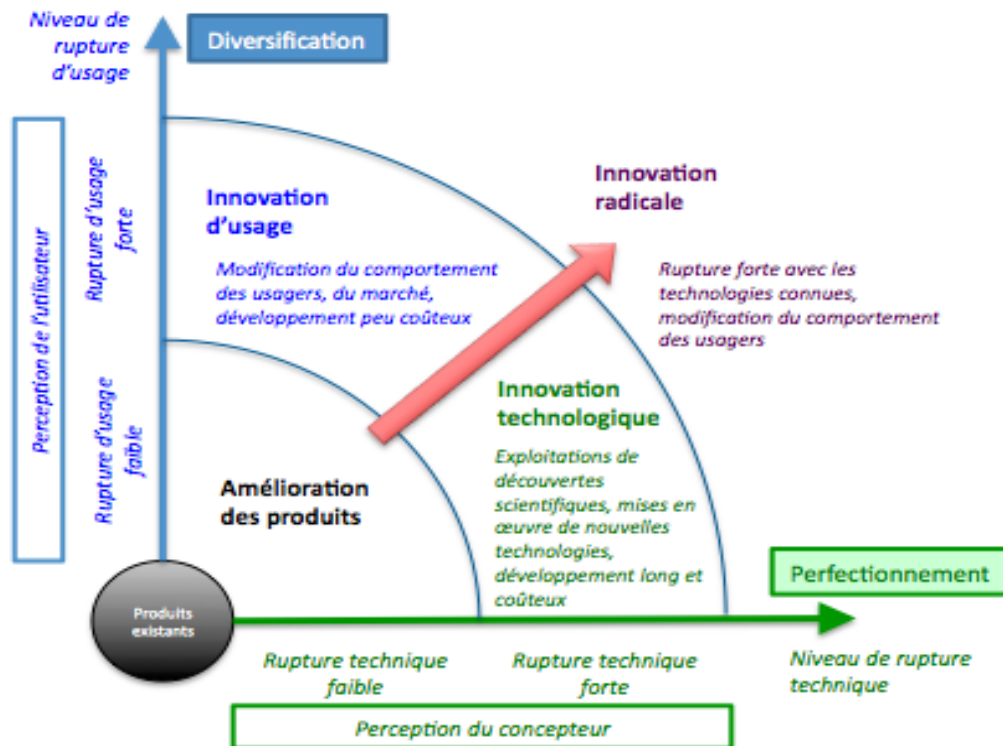 Niveau de
rupture
d'usage
Diversification
Perception de l'utilisateur
Rupture d'usage
forte
Rupture d'usage
faible
Innovation
d'usage
Modification du comportement
des usagers, du marché,
développement peu coûteux
Innovation
radicale
Rupture forte avec les
technologies connues,
modification du comportement
des usagers
Innovation
technologique
Exploitations de
découvertes
scientifiques, mises en
œuvre de nouvelles
technologies,
développement long et
coûteux
Amélioration
des produits
Produits
existants
Perfectionnement
Rupture technique
faible
Rupture technique
forte
Niveau de rupture
technique
Perception du concepteur